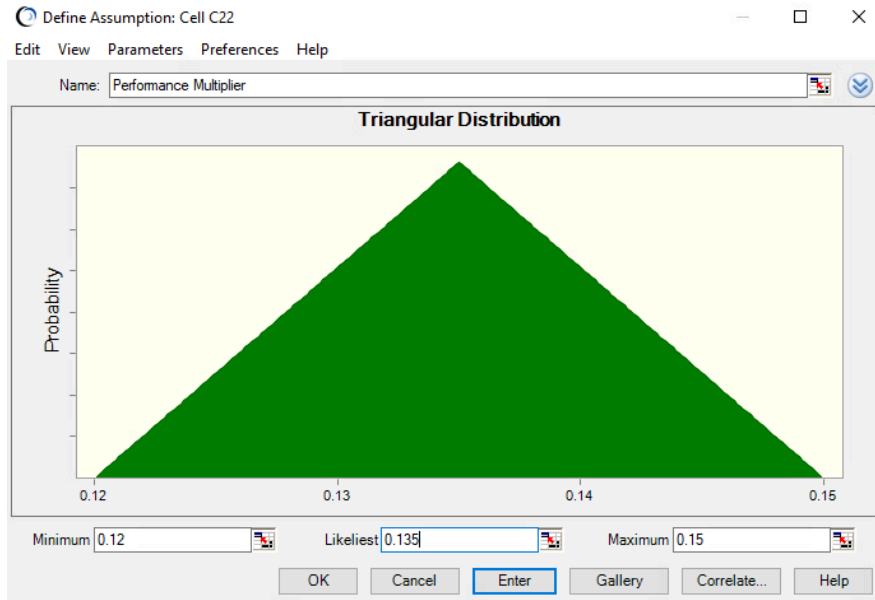 Define Assumption: Cell C22
Edit View Parameters Preferences Help
Name: Performance Multiplier
Triangular Distribution
Probability
0.12 0.13 0.14 0.15
Minimum 0.12 Likeliest 0.135 Maximum 0.15
OK Cancel Enter Gallery Correlate... Help